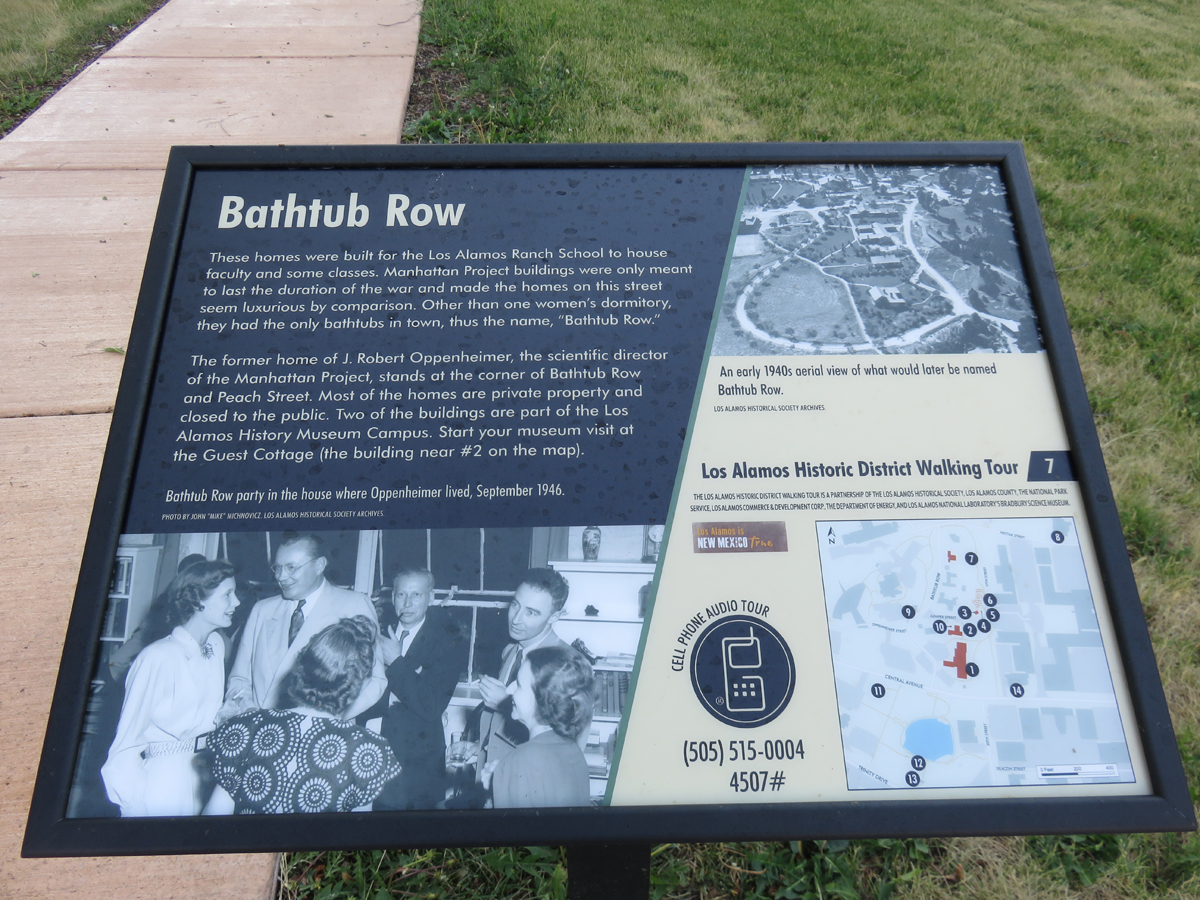 Bathtub Row
These homes were built for the Los Alamos Ranch School to house
faculty and some classes. Manhattan Project buildings were only meant
to last the duration of the war and made the homes on this street
seem luxurious by comparison. Other than one women's dormitory,
they had the only bathtubs in town, thus the name, "Bathtub Row."
The former home of J. Robert Oppenheimer, the scientific director
of the Manhattan Project, stands at the corner of Bathtub Row
and Peach Street. Most of the homes are private property and
closed to the public. Two of the buildings are part of the Los
Alamos History Museum Campus. Start your museum visit at
the Guest Cottage (the building near #2 on the map).
Bathtub Row party in the house where Oppenheimer lived, September 1946.
PHOTO BY JOHN "MIKE" MICHNOVICZ. LOS ALAMOS HISTORICAL SOCIETY ARCHIVES.
An early 1940s aerial view of what would later be named
Bathtub Row.
LOS ALAMOS HISTORICAL SOCIETY ARCHIVES.
Los Alamos Historic District Walking Tour 7
THE LOS ALAMOS HISTORIC DISTRICT WALKING TOUR IS A PARTNERSHIP OF THE LOS ALAMOS HISTORICAL SOCIETY, LOS ALAMOS COUNTY, THE NATIONAL PARK
SERVICE, LOS ALAMOS COMMERCE & DEVELOPMENT CORP, THE DEPARTMENT OF ENERGY, AND LOS ALAMOS NATIONAL LABORATORY'S BRADBURY SCIENCE MUSEUM.
Los Alamos is
NEW MEXICO True
CELL PHONE AUDIO TOUR
(505) 515-0004
4507#
N
8
7
BATHTUB ROW
6
9
3
5
10
2
4
1
CENTRAL AVENUE
11
14
12
13
TRINITY DRIVE